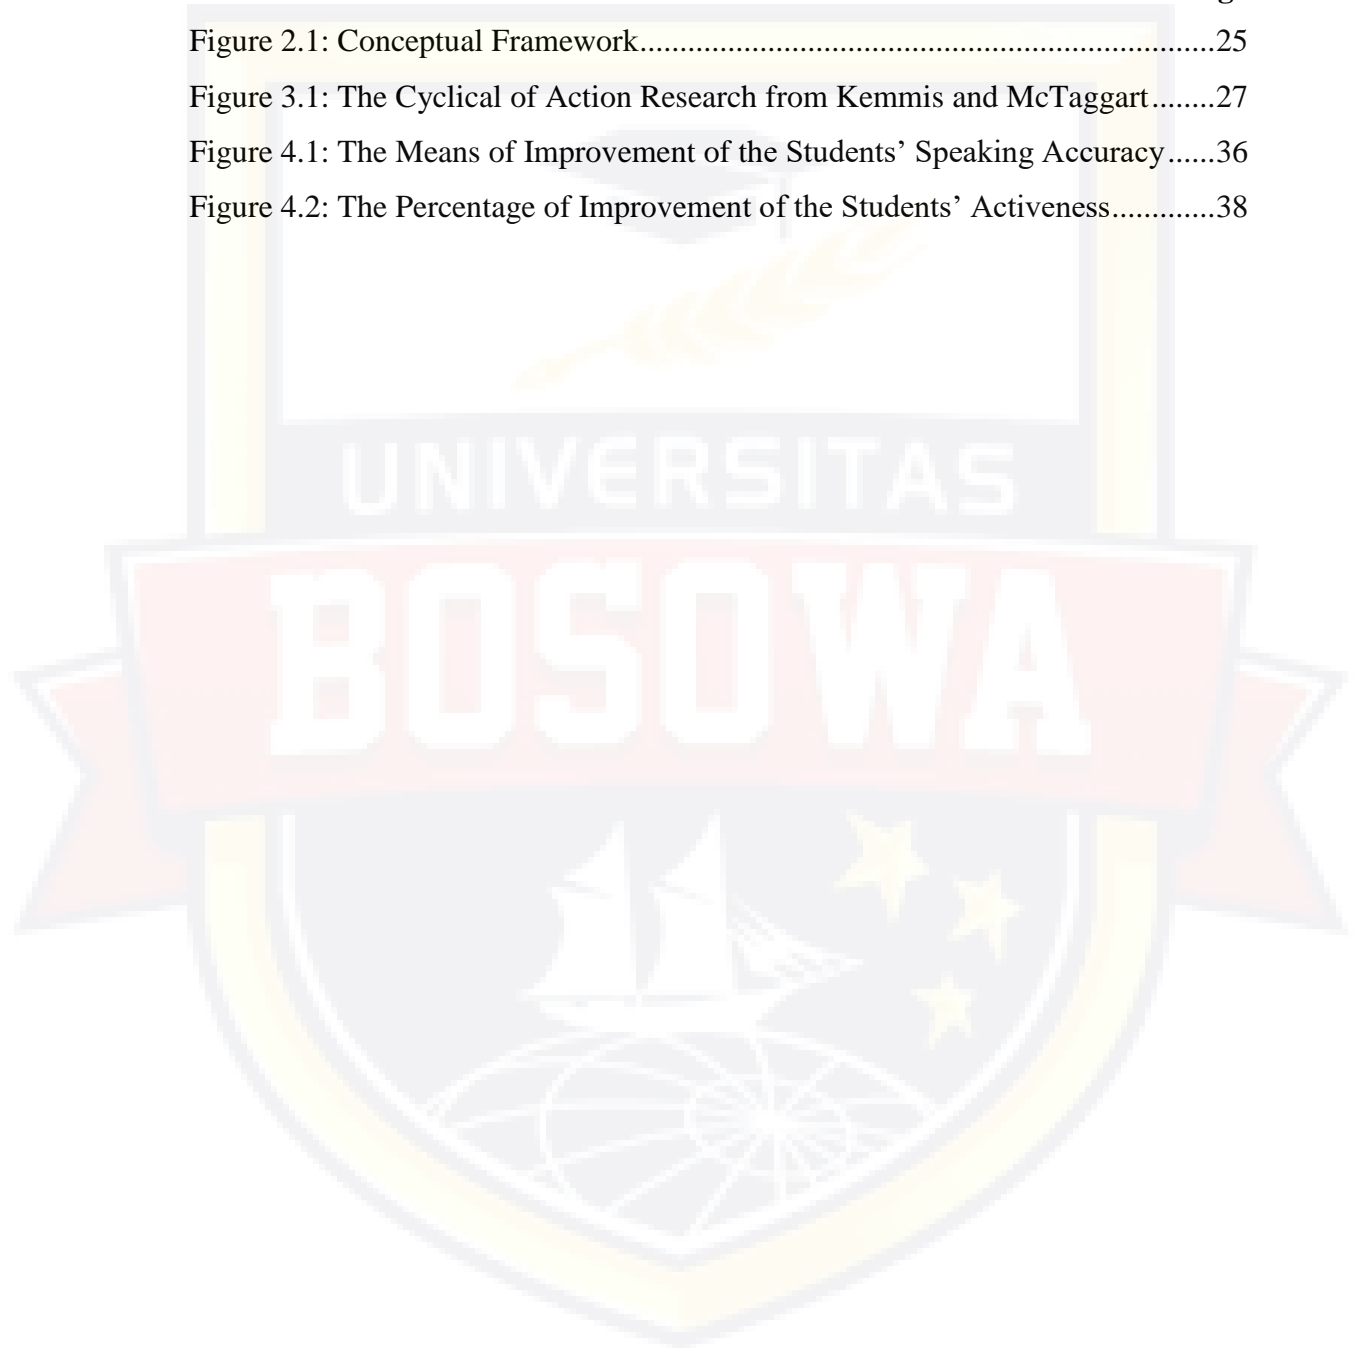 Figure 2.1: Conceptual Framework........................................................................25
Figure 3.1: The Cyclical of Action Research from Kemmis and McTaggart........27
Figure 4.1: The Means of Improvement of the Students’ Speaking Accuracy......36
Figure 4.2: The Percentage of Improvement of the Students’ Activeness.............38
UNIVERSITAS
BOSOWA